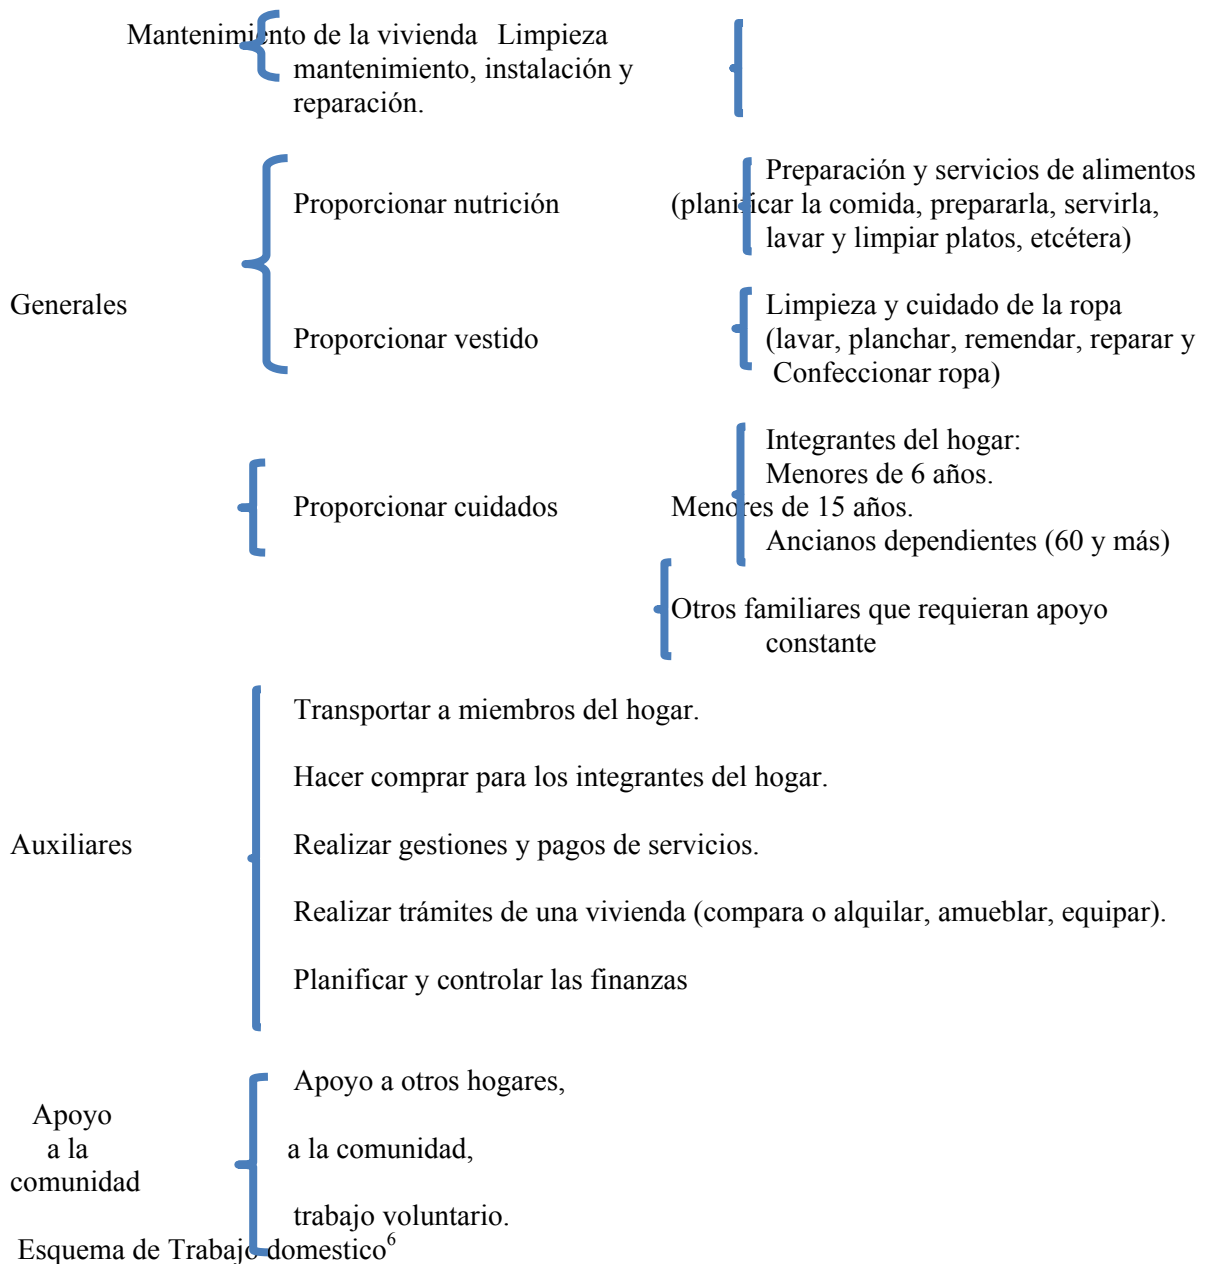 Mantenimiento de la vivienda Limpieza
mantenimiento, instalación y
reparación.
Preparación y servicios de alimentos
Proporcionar nutrición (planificar la comida, prepararla, servirla,
lavar y limpiar platos, etcétera)
Generales Limpieza y cuidado de la ropa
Proporcionar vestido (lavar, planchar, remendar, reparar y
Confeccionar ropa)
Integrantes del hogar:
Menores de 6 años.
Proporcionar cuidados Menores de 15 años.
Ancianos dependientes (60 y más)
Otros familiares que requieran apoyo
constante
Transportar a miembros del hogar.
Hacer comprar para los integrantes del hogar.
Auxiliares Realizar gestiones y pagos de servicios.
Realizar trámites de una vivienda (compara o alquilar, amueblar, equipar).
Planificar y controlar las finanzas
Apoyo a otros hogares,
Apoyo
a la a la comunidad,
comunidad
trabajo voluntario.
Esquema de Trabajo domestico6